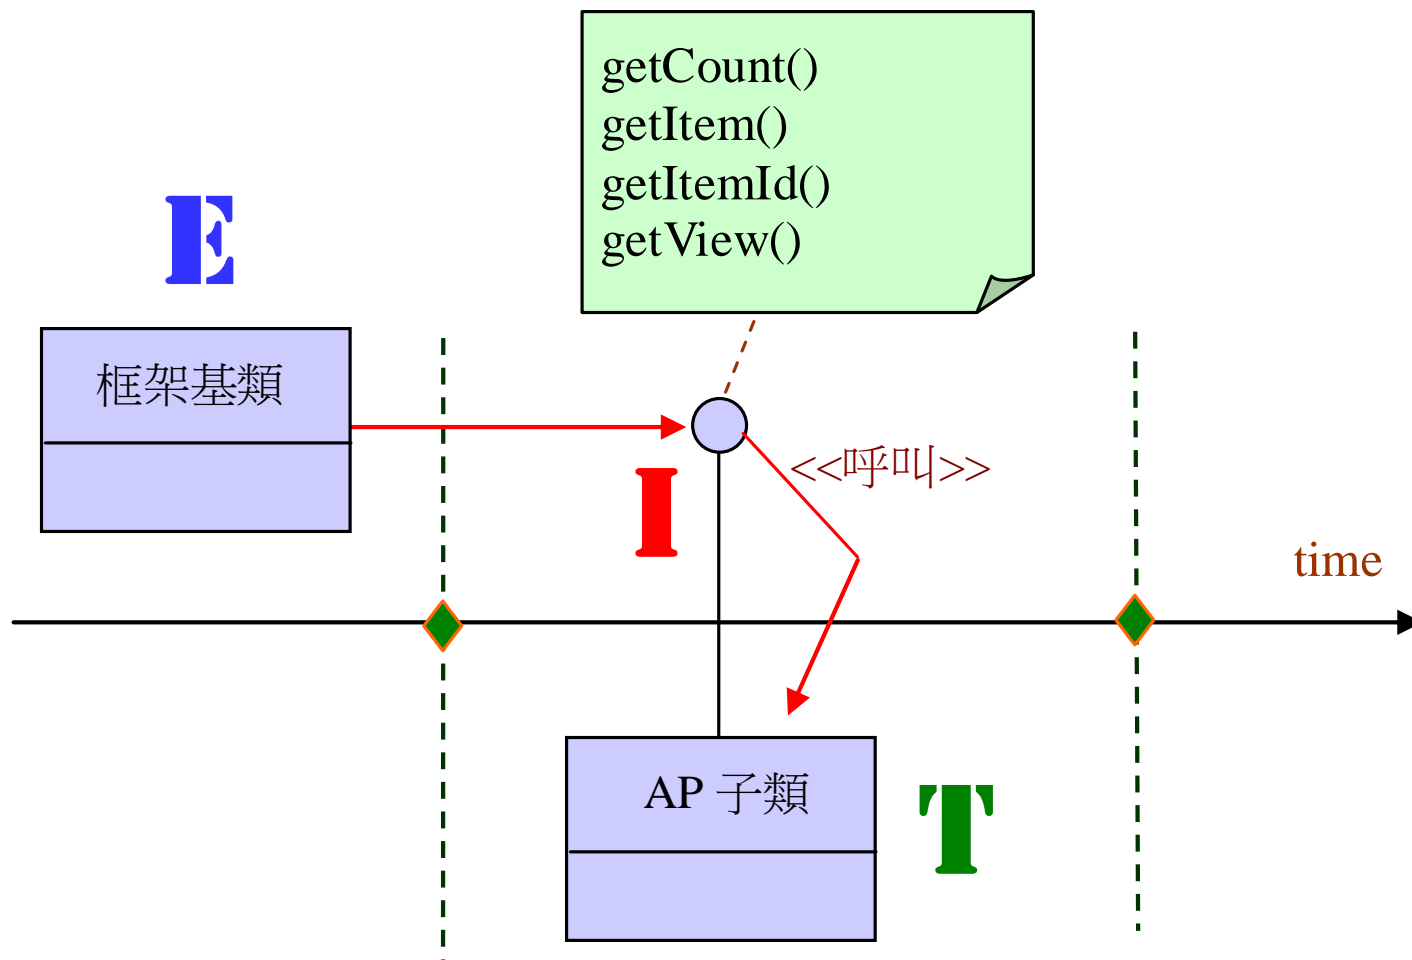 getCount()
getItem()
getItemId()
getView()
E
框架基類
I
<<呼叫>>
time
AP 子類
T